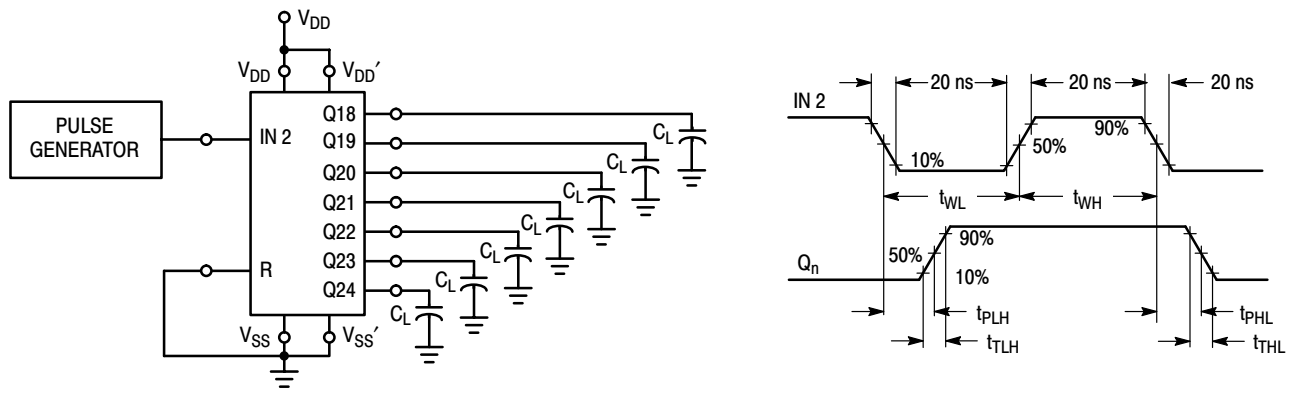 V_DD
V_DD V_DD′
PULSE
GENERATOR
IN 2
R
Q18
Q19
Q20
Q21
Q22
Q23
Q24
C_L
C_L
C_L
C_L
C_L
C_L
C_L
V_SS V_SS′
IN 2
20 ns 20 ns 20 ns
90%
50%
10%
t_WL t_WH
Q_n
90%
50%
10%
t_PLH t_PHL
t_TLH t_THL